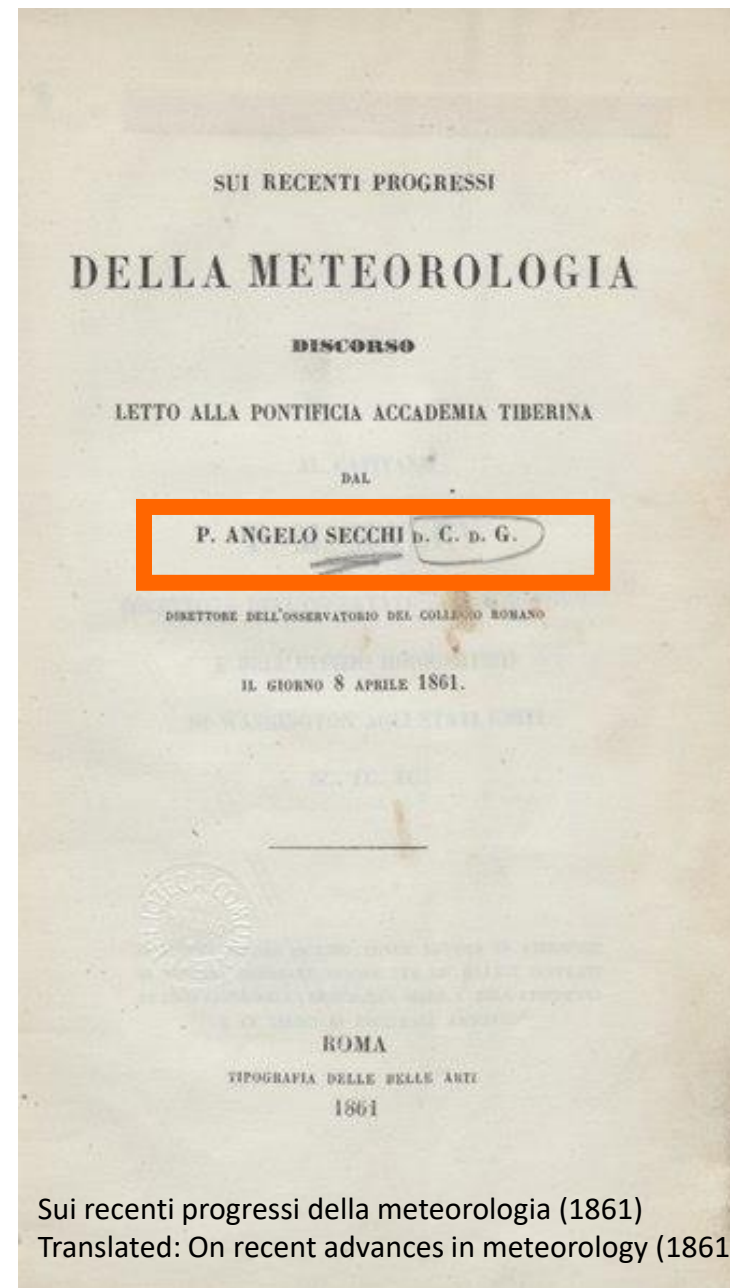 SUI RECENTI PROGRESSI
DELLA METEOROLOGIA
DISCORSO
LETTO ALLA PONTIFICIA ACCADEMIA TIBERINA
DAL
P. ANGELO SECCHI D. C. D. G.
DIRETTORE DELL'OSSERVATORIO DEL COLLEGIO ROMANO
IL GIORNO 8 APRILE 1861.
ROMA
TIPOGRAFIA DELLE BELLE ARTI
1861
Sui recenti progressi della meteorologia (1861)
Translated: On recent advances in meteorology (1861